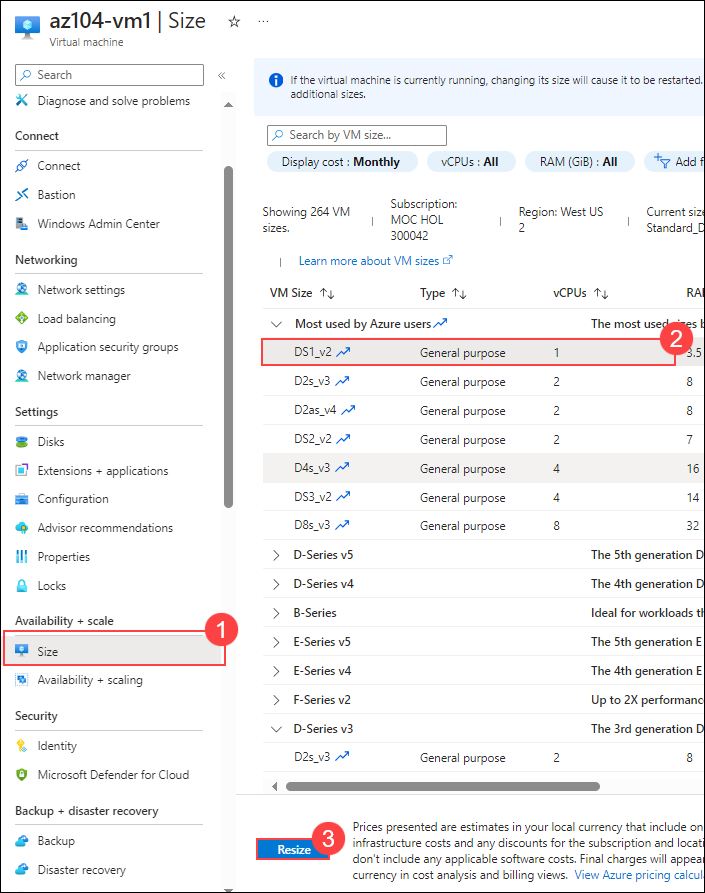 az104-vm1 | Size
Virtual machine
Search
Diagnose and solve problems
Connect
Connect
Bastion
Windows Admin Center
Networking
Network settings
Load balancing
Application security groups
Network manager
Settings
Disks
Extensions + applications
Configuration
Advisor recommendations
Properties
Locks
Availability + scale
1
Size
Availability + scaling
Security
Identity
Microsoft Defender for Cloud
Backup + disaster recovery
Backup
Disaster recovery
If the virtual machine is currently running, changing its size will cause it to be restarted.
additional sizes.
Search by VM size...
Display cost : Monthly
vCPUs : All
RAM (GiB) : All
Add f
Showing 264 VM
sizes.
Subscription:
MOC HOL
300042
Region: West US
2
Current size
Standard_D
Learn more about VM sizes
VM Size Type vCPUs RA
Most used by Azure users The most used sizes b
2
DS1_v2 General purpose 1 3.5
D2s_v3 General purpose 2 8
D2as_v4 General purpose 2 8
DS2_v2 General purpose 2 7
D4s_v3 General purpose 4 16
DS3_v2 General purpose 4 14
D8s_v3 General purpose 8 32
D-Series v5 The 5th generation D
D-Series v4 The 4th generation D
B-Series Ideal for workloads th
E-Series v5 The 5th generation E
E-Series v4 The 4th generation E
F-Series v2 Up to 2X performanc
D-Series v3 The 3rd generation D
D2s_v3 General purpose 2 8
Resize
3
Prices presented are estimates in your local currency that include on
infrastructure costs and any discounts for the subscription and locati
don't include any applicable software costs. Final charges will appear
currency in cost analysis and billing views. View Azure pricing calcula